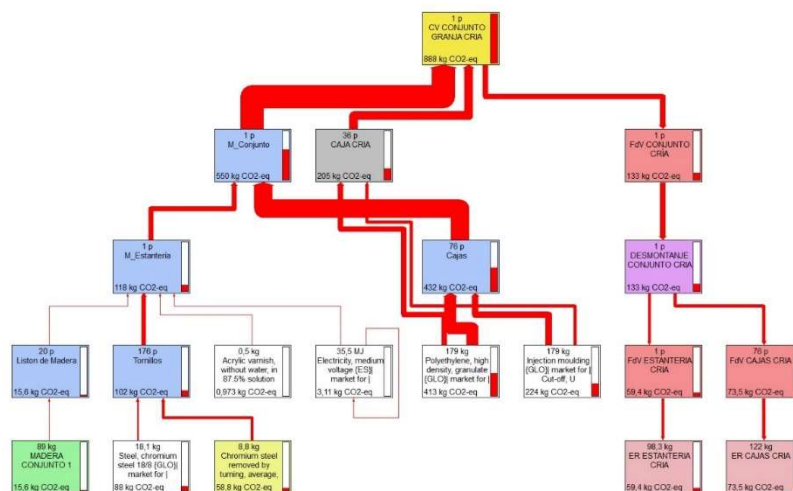 1 p
CV CONJUNTO
GRANJA CRIA
888 kg CO2-eq
1 p
M_Conjunto
550 kg CO2-eq
36 p
CAJA CRIA
205 kg CO2-eq
1 p
FdV CONJUNTO
CRIA
133 kg CO2-eq
1 p
M_Estantería
118 kg CO2-eq
76 p
Cajas
432 kg CO2-eq
1 p
DESMONTANJE
CONJUNTO CRIA
133 kg CO2-eq
20 p
Liston de Madera
15,6 kg CO2-eq
176 p
Tornillos
102 kg CO2-eq
0,5 kg
Acrylic varnish,
without water, in
87.5% solution
0,973 kg CO2-eq
35,5 MJ
Electricity, medium
voltage {ES}|
market for |
3,11 kg CO2-eq
179 kg
Polyethylene, high
density, granulate
{GLO}| market for |
413 kg CO2-eq
179 kg
Injection moulding
{GLO}| market for |
Cut-off, U
224 kg CO2-eq
1 p
FdV ESTANTERIA
CRIA
59,4 kg CO2-eq
76 p
FdV CAJAS CRIA
73,5 kg CO2-eq
89 kg
MADERA
CONJUNTO 1
15,6 kg CO2-eq
18,1 kg
Steel, chromium
steel 18/8 {GLO}|
market for |
88 kg CO2-eq
8,8 kg
Chromium steel
removed by
turning, average,
58,8 kg CO2-eq
98,3 kg
ER ESTANTERIA
CRIA
59,4 kg CO2-eq
122 kg
ER CAJAS CRIA
73,5 kg CO2-eq